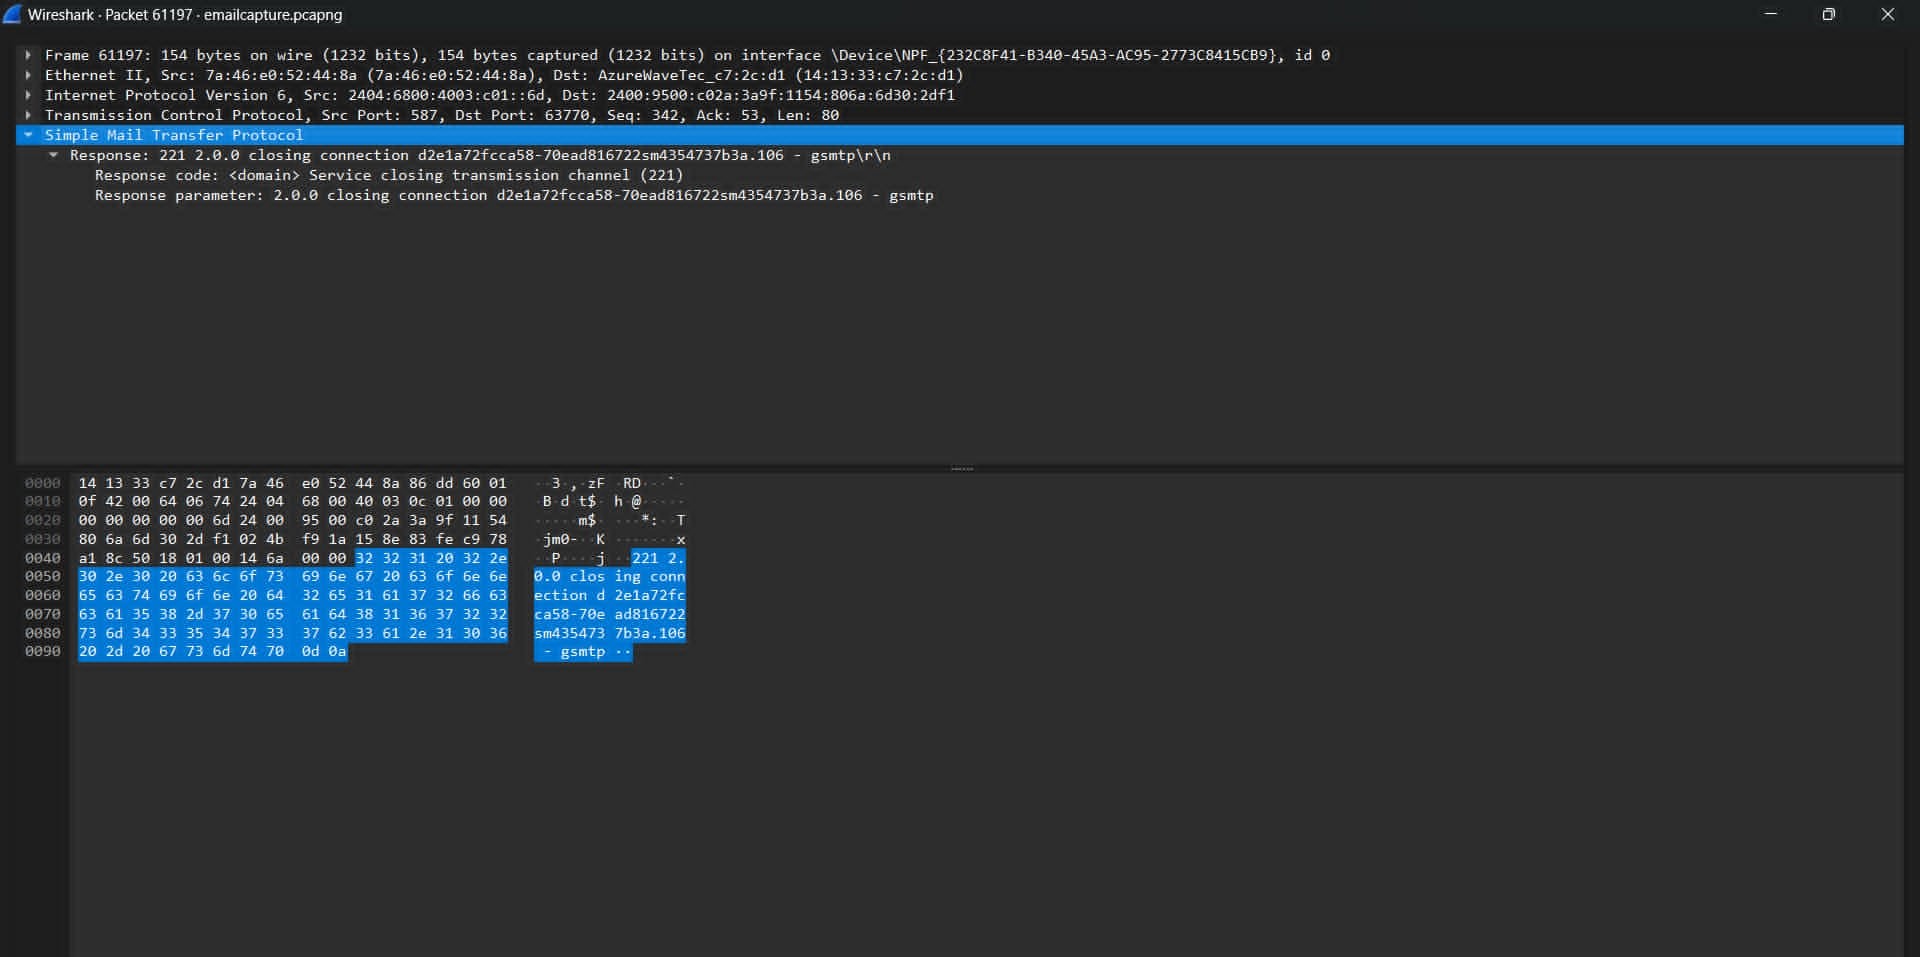 Wireshark · Packet 61197 · emailcapture.pcapng
Frame 61197: 154 bytes on wire (1232 bits), 154 bytes captured (1232 bits) on interface \Device\NPF_{232C8F41-B340-45A3-AC95-2773C8415CB9}, id 0
Ethernet II, Src: 7a:46:e0:52:44:8a (7a:46:e0:52:44:8a), Dst: AzureWaveTec_c7:2c:d1 (14:13:33:c7:2c:d1)
Internet Protocol Version 6, Src: 2404:6800:4003:c01::6d, Dst: 2400:9500:c02a:3a9f:1154:806a:6d30:2df1
Transmission Control Protocol, Src Port: 587, Dst Port: 63770, Seq: 342, Ack: 53, Len: 80
Simple Mail Transfer Protocol
Response: 221 2.0.0 closing connection d2e1a72fcca58-70ead816722sm4354737b3a.106 - gsmtp\r\n
Response code: <domain> Service closing transmission channel (221)
Response parameter: 2.0.0 closing connection d2e1a72fcca58-70ead816722sm4354737b3a.106 - gsmtp
0000 14 13 33 c7 2c d1 7a 46 e0 52 44 8a 86 dd 60 01 ··3·,·zF ·RD···`·
0010 0f 42 00 64 06 74 24 04 68 00 40 03 0c 01 00 00 ·B·d·t$· h·@·····
0020 00 00 00 00 00 6d 24 00 95 00 c0 2a 3a 9f 11 54 ·····m$· ···*:··T
0030 80 6a 6d 30 2d f1 02 4b f9 1a 15 8e 83 fe c9 78 ·jm0-··K ·······x
0040 a1 8c 50 18 01 00 14 6a 00 00 32 32 31 20 32 2e ··P····j ··221 2.
0050 30 2e 30 20 63 6c 6f 73 69 6e 67 20 63 6f 6e 6e 0.0 clos ing conn
0060 65 63 74 69 6f 6e 20 64 32 65 31 61 37 32 66 63 ection d 2e1a72fc
0070 63 61 35 38 2d 37 30 65 61 64 38 31 36 37 32 32 ca58-70e ad816722
0080 73 6d 34 33 35 34 37 33 37 62 33 61 2e 31 30 36 sm435473 7b3a.106
0090 20 2d 20 67 73 6d 74 70 0d 0a - gsmtp ··